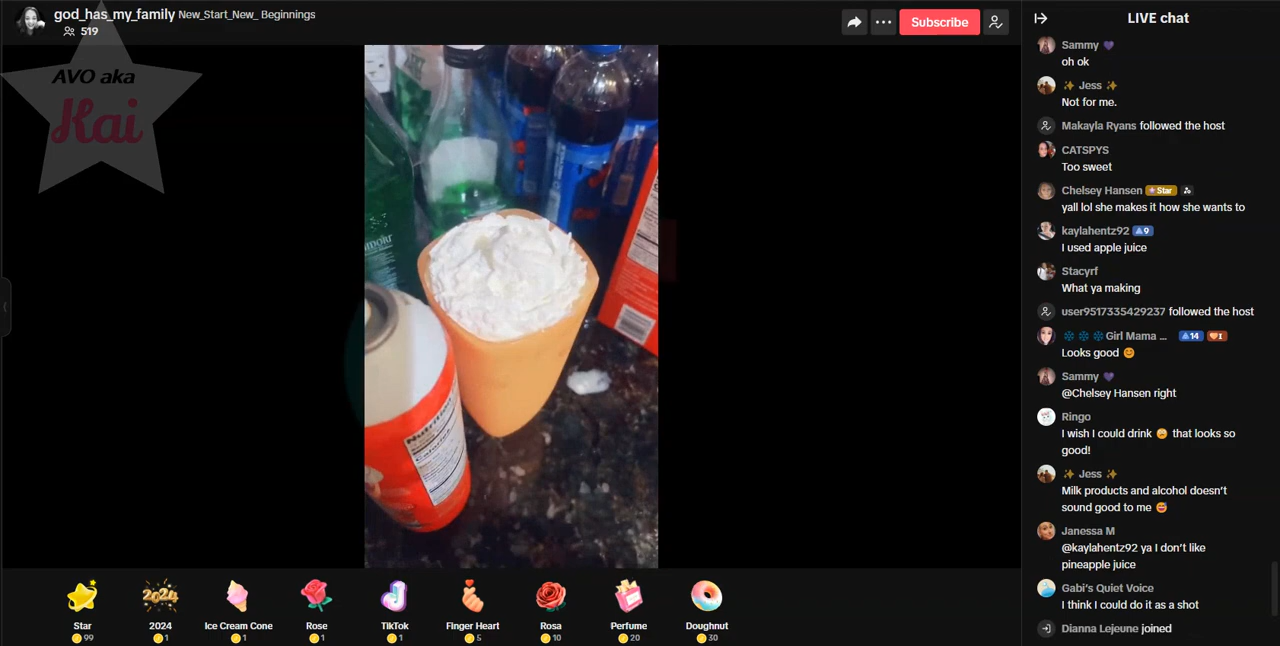 god_has_my_family New_Start_New_ Beginnings
519
Subscribe
AVO aka
Kai
Nutrition
Calories
Star
99
2024
2024
1
Ice Cream Cone
1
Rose
1
TikTok
1
Finger Heart
5
Rosa
10
Perfume
20
Doughnut
30
LIVE chat
Sammy 💜
oh ok
✨ Jess ✨
Not for me.
Makayla Ryans followed the host
CATSPYS
Too sweet
Chelsey Hansen Star
yall lol she makes it how she wants to
kaylahentz92 9
I used apple juice
Stacyrf
What ya making
user9517335429237 followed the host
❄️❄️❄️Girl Mama ... 14 I
Looks good 😊
Sammy 💜
@Chelsey Hansen right
Ringo
I wish I could drink 😩 that looks so
good!
✨ Jess ✨
Milk products and alcohol doesn't
sound good to me 😅
Janessa M
@kaylahentz92 ya I don't like
pineapple juice
Gabi's Quiet Voice
I think I could do it as a shot
Dianna Lejeune joined